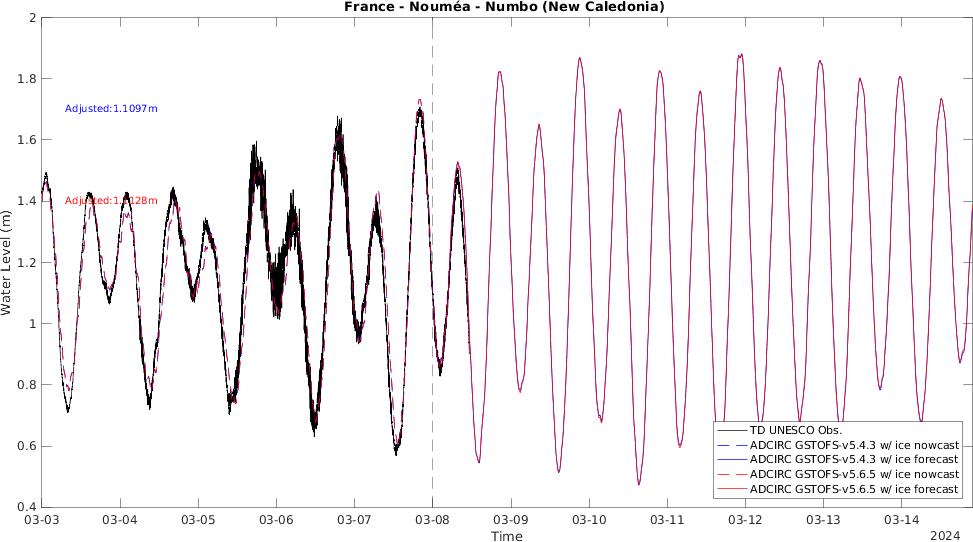 France - Nouméa - Numbo (New Caledonia)
2
1.8
1.6
1.4
1.2
1
0.8
0.6
0.4
Water Level (m)
Adjusted:1.1097m
TD UNESCO Obs.
ADCIRC GSTOFS-v5.4.3 w/ ice nowcast
ADCIRC GSTOFS-v5.4.3 w/ ice forecast
ADCIRC GSTOFS-v5.6.5 w/ ice nowcast
ADCIRC GSTOFS-v5.6.5 w/ ice forecast
03-03 03-04 03-05 03-06 03-07 03-08 03-09 03-10 03-11 03-12 03-13 03-14
Time
2024